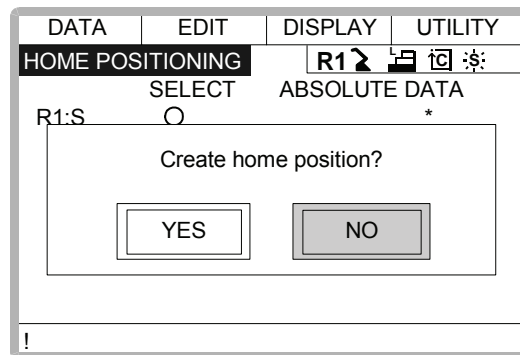 DATA EDIT DISPLAY UTILITY
HOME POSITIONING R1 C S
SELECT ABSOLUTE DATA
R1:S *
Create home position?
YES NO
!